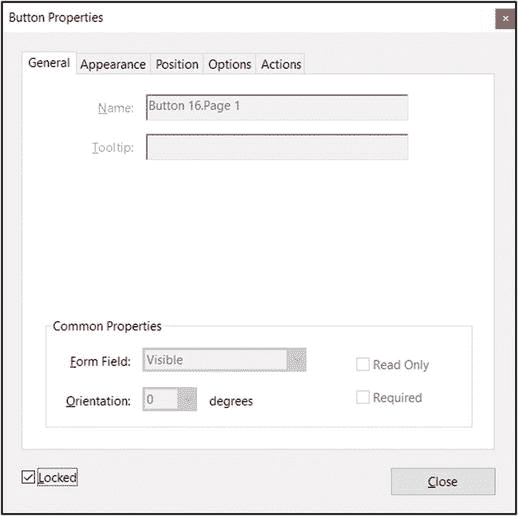 Button Properties
×
General Appearance Position Options Actions
Name: Button 16.Page 1
Tooltip:
Common Properties
Form Field: Visible
Read Only
Orientation: 0 degrees
Required
Locked
Close